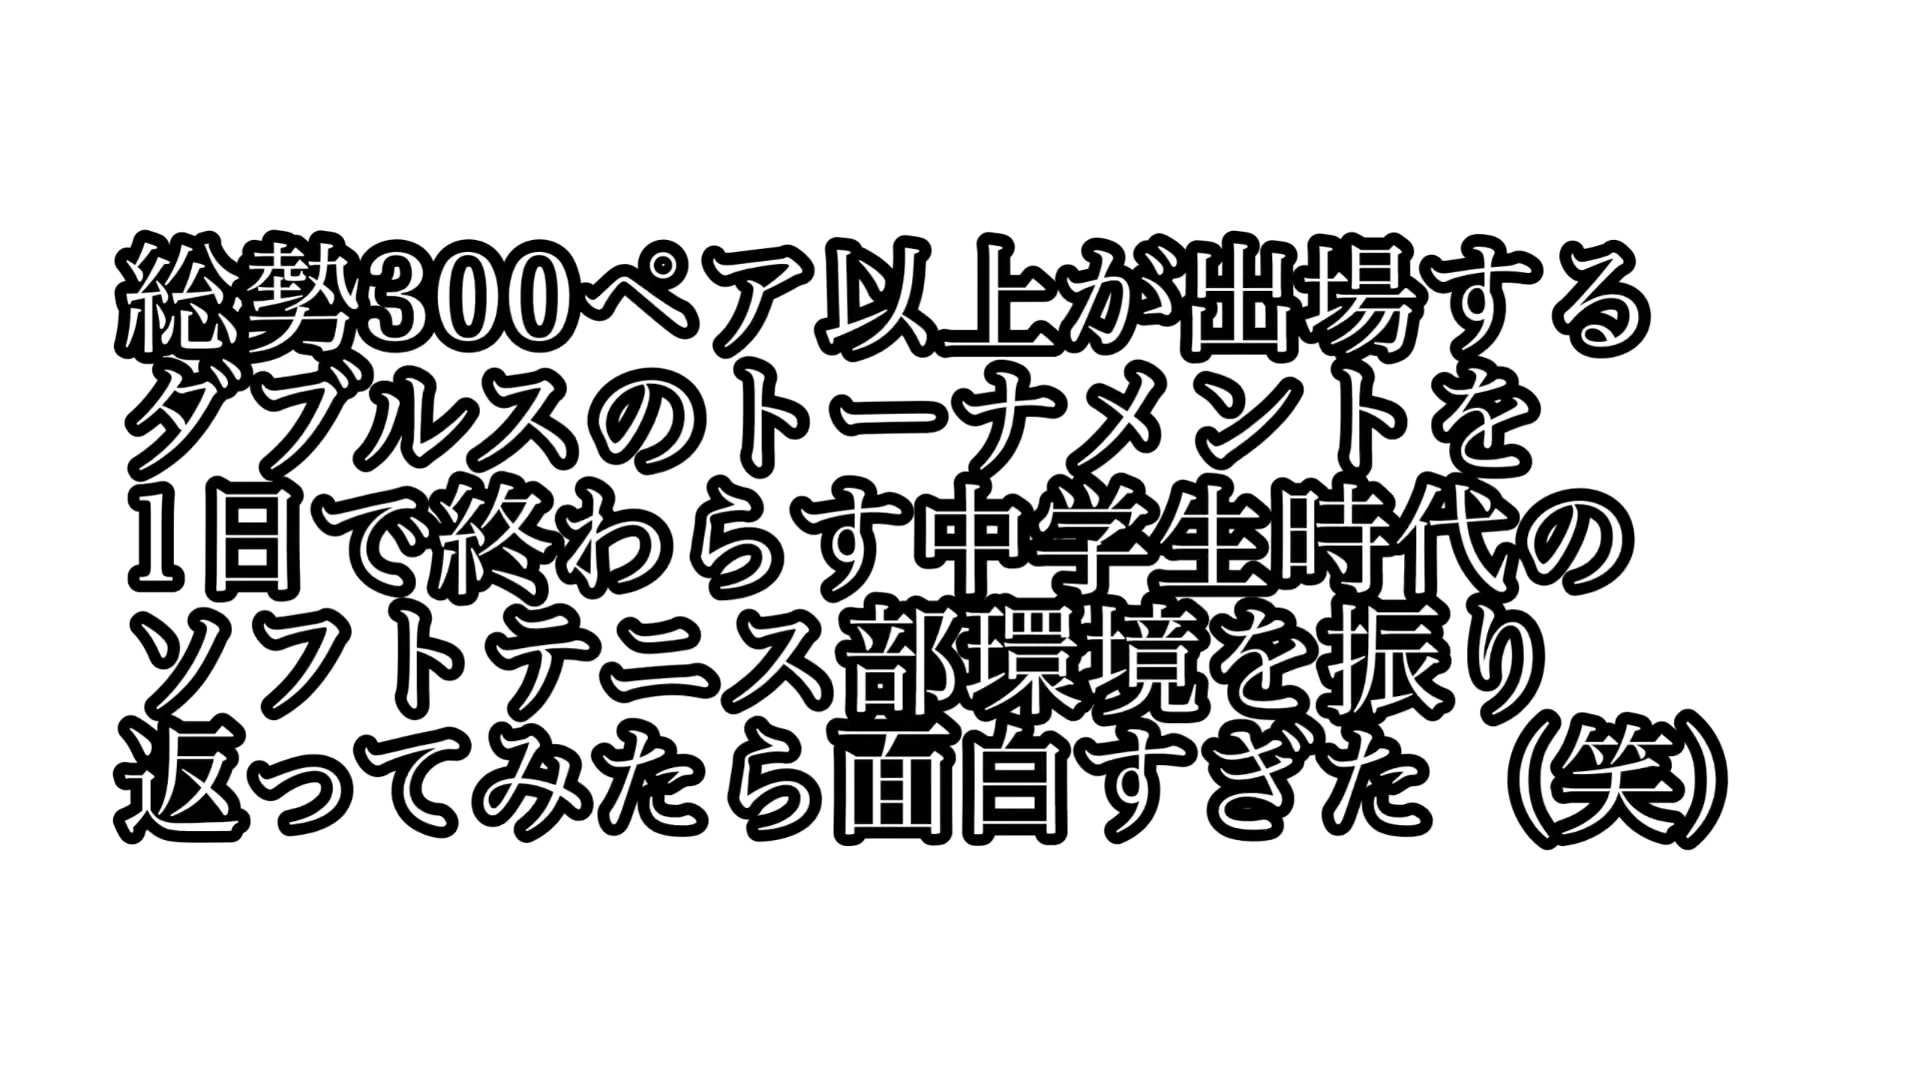 総勢300ペア以上が出場する
ダブルスのトーナメントを
1日で終わらす中学生時代の
ソフトテニス部環境を振り
返ってみたら面白すぎた（笑）